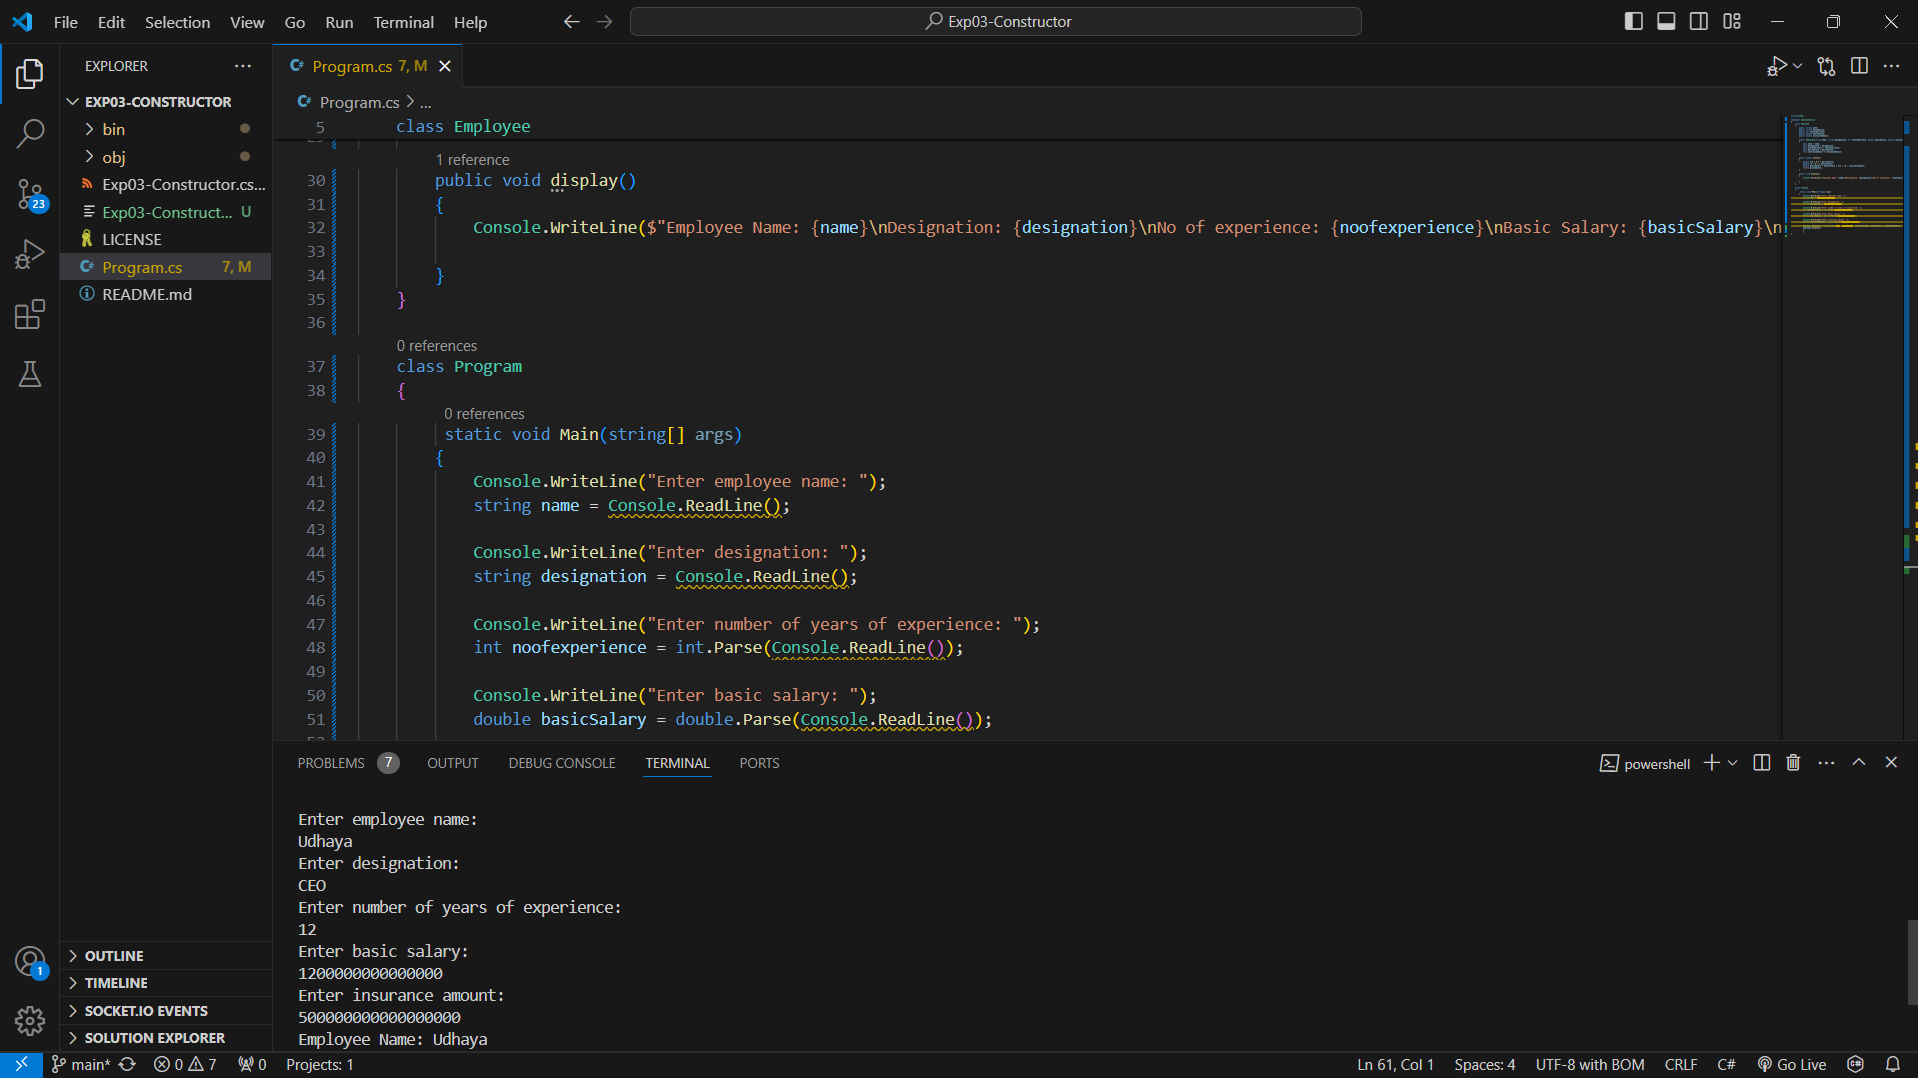 File Edit Selection View Go Run Terminal Help
Exp03-Constructor
EXPLORER
EXP03-CONSTRUCTOR
bin
obj
Exp03-Constructor.cs...
Exp03-Construct... U
LICENSE
Program.cs 7, M
README.md
OUTLINE
TIMELINE
SOCKET.IO EVENTS
SOLUTION EXPLORER
23
1
Program.cs 7, M
Program.cs > ...
5 class Employee
1 reference
30 public void display()
31 {
32 Console.WriteLine($"Employee Name: {name}\nDesignation: {designation}\nNo of experience: {noofexperience}\nBasic Salary: {basicSalary}\n
33
34 }
35 }
36
0 references
37 class Program
38 {
0 references
39 static void Main(string[] args)
40 {
41 Console.WriteLine("Enter employee name: ");
42 string name = Console.ReadLine();
43
44 Console.WriteLine("Enter designation: ");
45 string designation = Console.ReadLine();
46
47 Console.WriteLine("Enter number of years of experience: ");
48 int noofexperience = int.Parse(Console.ReadLine());
49
50 Console.WriteLine("Enter basic salary: ");
51 double basicSalary = double.Parse(Console.ReadLine());
PROBLEMS 7 OUTPUT DEBUG CONSOLE TERMINAL PORTS
powershell
Enter employee name:
Udhaya
Enter designation:
CEO
Enter number of years of experience:
12
Enter basic salary:
1200000000000000
Enter insurance amount:
500000000000000000
Employee Name: Udhaya
main* 0 7 0 Projects: 1 Ln 61, Col 1 Spaces: 4 UTF-8 with BOM CRLF C# Go Live